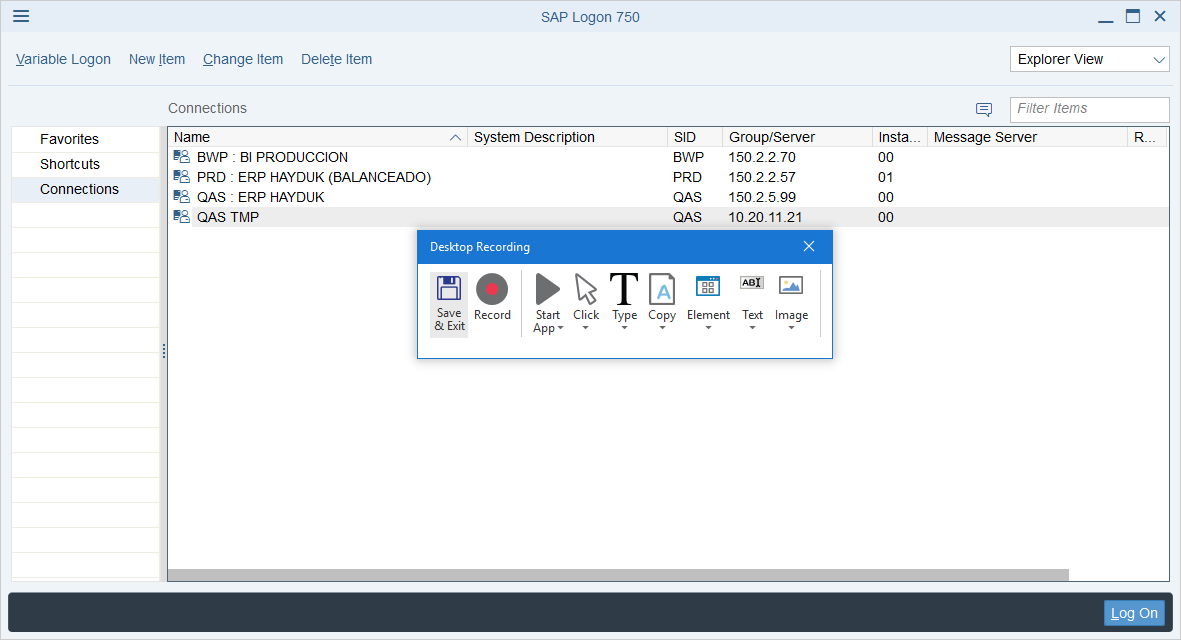 SAP Logon 750
Variable Logon New Item Change Item Delete Item Explorer View
Connections Filter Items
Favorites
Shortcuts
Connections
Name System Description SID Group/Server Insta... Message Server R...
BWP : BI PRODUCCION BWP 150.2.2.70 00
PRD : ERP HAYDUK (BALANCEADO) PRD 150.2.2.57 01
QAS : ERP HAYDUK QAS 150.2.5.99 00
QAS TMP QAS 10.20.11.21 00
Desktop Recording
T A ABI
Save & Exit Record Start App Click Type Copy Element Text Image
Log On